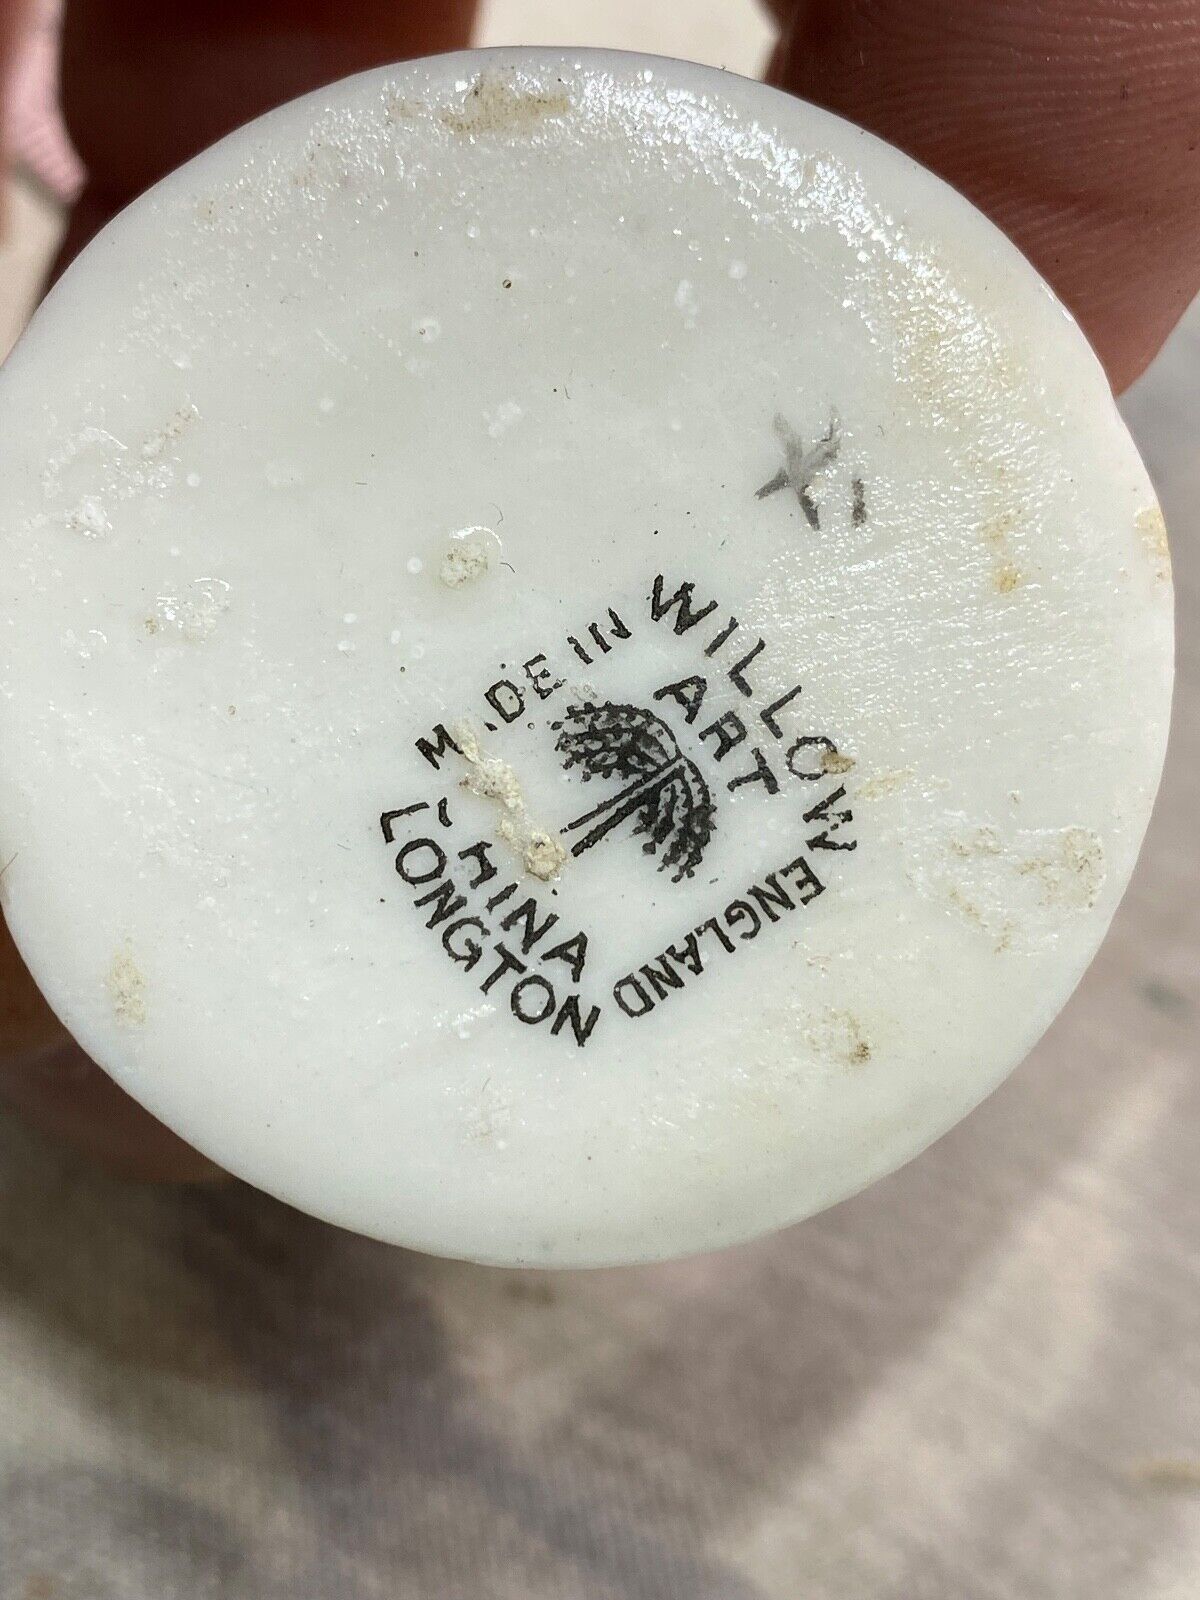 WILLOW
ART
MADE IN
ENGLAND
CHINA
LONGTON